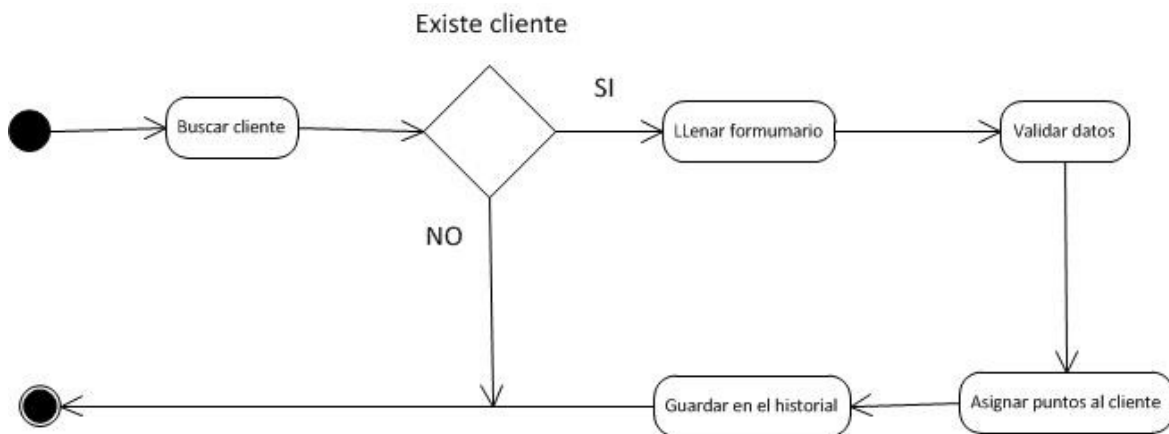 Existe cliente
SI
Buscar cliente
LLenar formumario
Validar datos
NO
Guardar en el historial
Asignar puntos al cliente